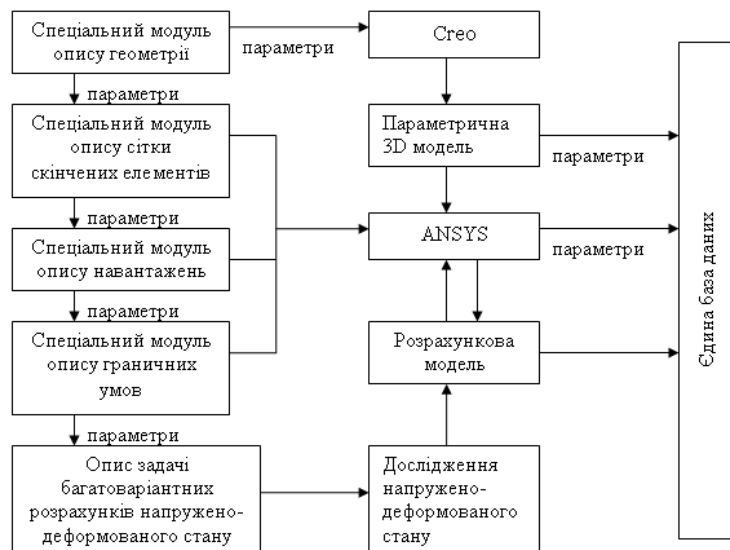 Спеціальний модуль
опису геометрії
параметри
Creo
параметри
Спеціальний модуль
опису сітки
скінчених елементів
Параметрична
3D модель
параметри
параметри
Спеціальний модуль
опису навантажень
ANSYS
параметри
параметри
Спеціальний модуль
опису граничних
умов
Розрахункова
модель
параметри
Опис задачі
багатоваріантних
розрахунків напружено-
деформованого стану
Дослідження
напружено-
деформованого
стану
Єдина база даних